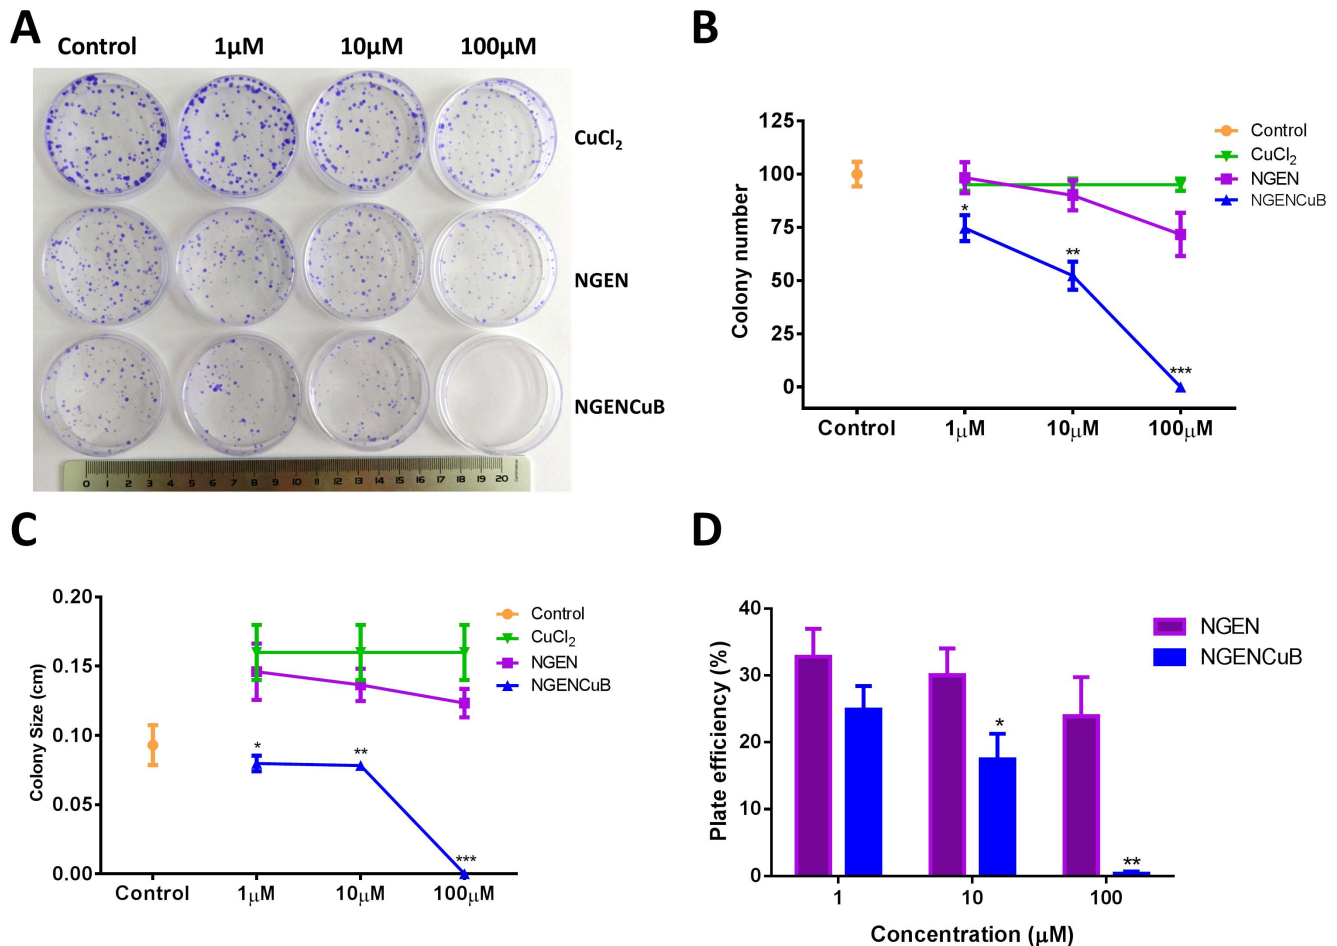 A
Control 1μM 10μM 100μM
CuCl₂
NGEN
NGENCuB
0 1 2 3 4 5 6 7 8 9 10 11 12 13 14 15 16 17 18 19 20
B
125
100
75
50
25
0
Colony number
*
**
***
Control 1μM 10μM 100μM
Control
CuCl₂
NGEN
NGENCuB
C
0.20
0.15
0.10
0.05
0.00
Colony Size (cm)
*
**
***
Control 1μM 10μM 100μM
Control
CuCl₂
NGEN
NGENCuB
D
40
30
20
10
0
Plate efficiency (%)
*
**
1 10 100
Concentration (μM)
NGEN
NGENCuB